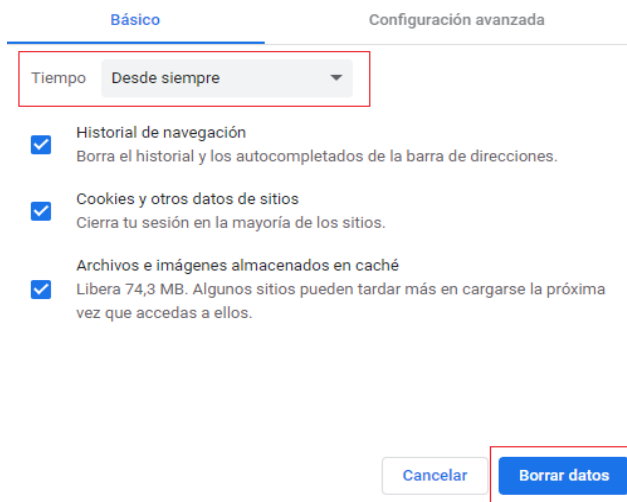 Básico
Configuración avanzada
Tiempo Desde siempre
Historial de navegación
Borra el historial y los autocompletados de la barra de direcciones.
Cookies y otros datos de sitios
Cierra tu sesión en la mayoría de los sitios.
Archivos e imágenes almacenados en caché
Libera 74,3 MB. Algunos sitios pueden tardar más en cargarse la próxima
vez que accedas a ellos.
Cancelar
Borrar datos